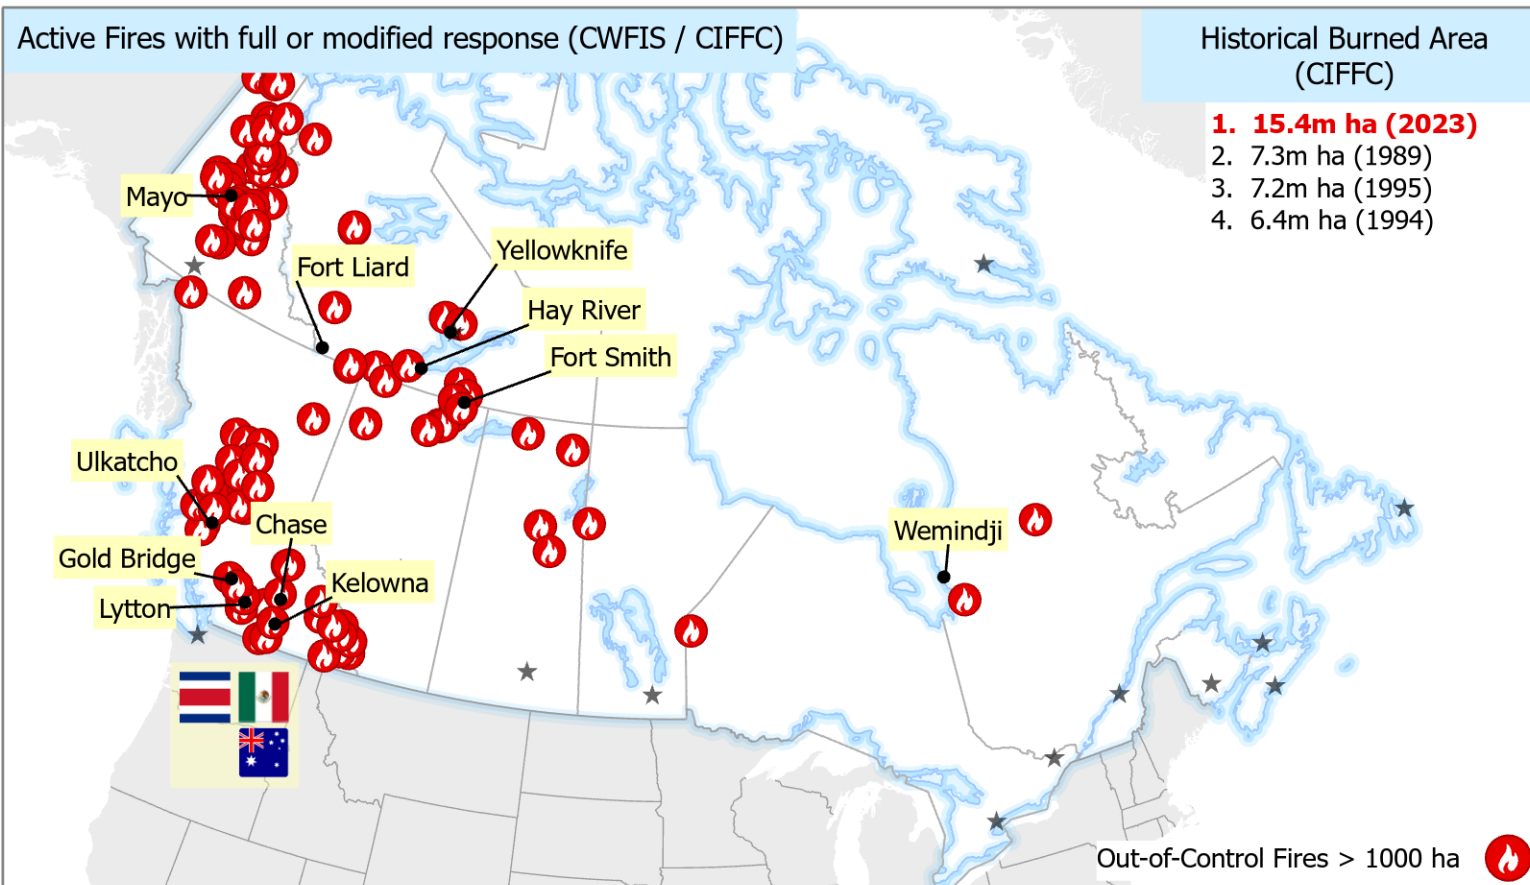 Active Fires with full or modified response (CWFIS / CIFFC)
Historical Burned Area
(CIFFC)
1. 15.4m ha (2023)
2. 7.3m ha (1989)
3. 7.2m ha (1995)
4. 6.4m ha (1994)
Mayo
Fort Liard
Yellowknife
Hay River
Fort Smith
Ulkatcho
Chase
Gold Bridge
Kelowna
Lytton
Wemindji
Out-of-Control Fires > 1000 ha